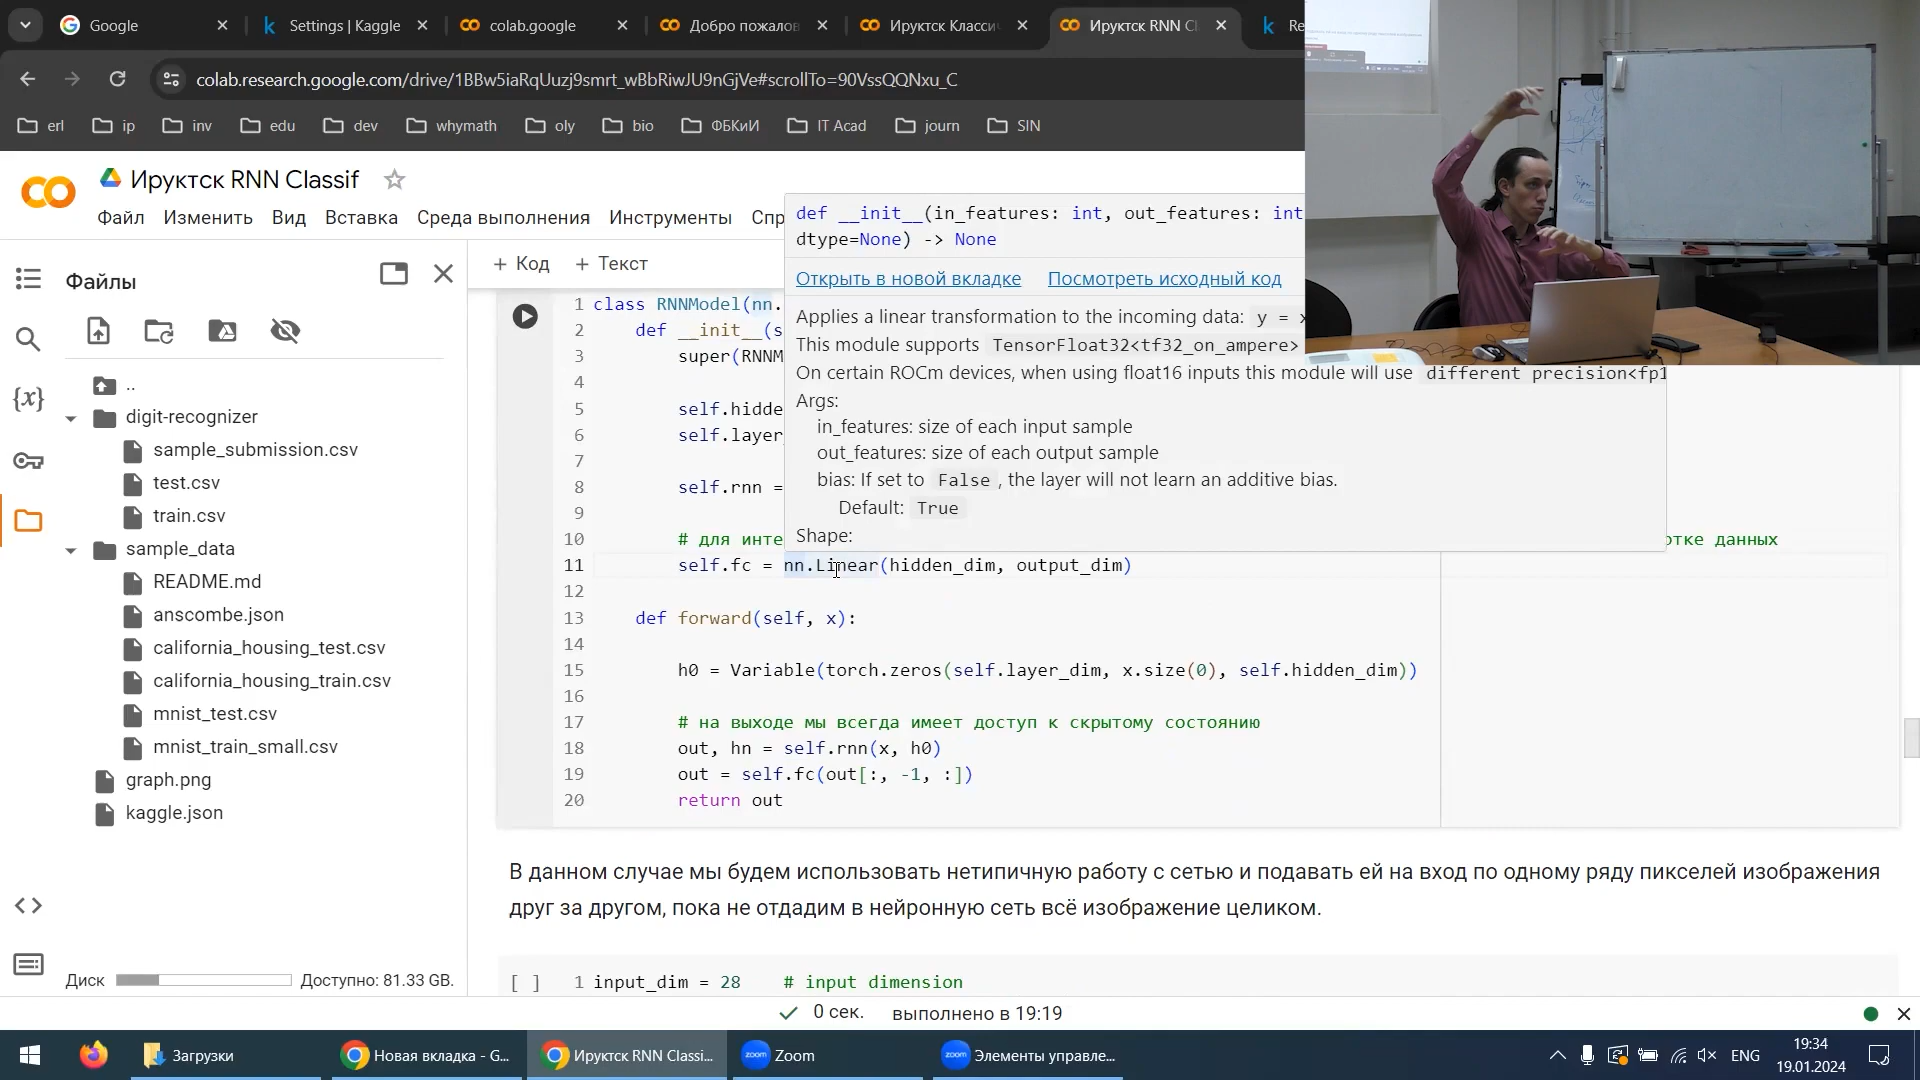 Google
Settings | Kaggle
colab.google
Добро пожалов
Ируктск Класси
Ируктск RNN Cl
Re
colab.research.google.com/drive/1BBw5iaRqUuzj9smrt_wBbRiwJU9nGjVe#scrollTo=90VssQQNxu_C
erl
ip
inv
edu
dev
whymath
oly
bio
ФБКиИ
IT Acad
journ
SIN
Ируктск RNN Classif
Файл Изменить Вид Вставка Среда выполнения Инструменты Спр
+ Код + Текст
Файлы
..
digit-recognizer
sample_submission.csv
test.csv
train.csv
sample_data
README.md
anscombe.json
california_housing_test.csv
california_housing_train.csv
mnist_test.csv
mnist_train_small.csv
graph.png
kaggle.json
Диск Доступно: 81.33 GB.
def __init__(in_features: int, out_features: int
dtype=None) -> None
Открыть в новой вкладке Посмотреть исходный код
Applies a linear transformation to the incoming data: y = x
This module supports TensorFloat32<tf32_on_ampere>
On certain ROCm devices, when using float16 inputs this module will use different precision<fp1
Args:
in_features: size of each input sample
out_features: size of each output sample
bias: If set to False, the layer will not learn an additive bias.
Default: True
Shape:
1 class RNNModel(nn.
2 def __init__(s
3 super(RNNM
4
5 self.hidde
6 self.layer_
7
8 self.rnn =
9
10 # для инте отке данных
11 self.fc = nn.Linear(hidden_dim, output_dim)
12
13 def forward(self, x):
14
15 h0 = Variable(torch.zeros(self.layer_dim, x.size(0), self.hidden_dim))
16
17 # на выходе мы всегда имеет доступ к скрытому состоянию
18 out, hn = self.rnn(x, h0)
19 out = self.fc(out[:, -1, :])
20 return out
В данном случае мы будем использовать нетипичную работу с сетью и подавать ей на вход по одному ряду пикселей изображения
друг за другом, пока не отдадим в нейронную сеть всё изображение целиком.
[ ] 1 input_dim = 28 # input dimension
0 сек. выполнено в 19:19
Загрузки
Новая вкладка - G...
Ируктск RNN Classi...
zoom Zoom
zoom Элементы управле...
ENG
19:34
19.01.2024